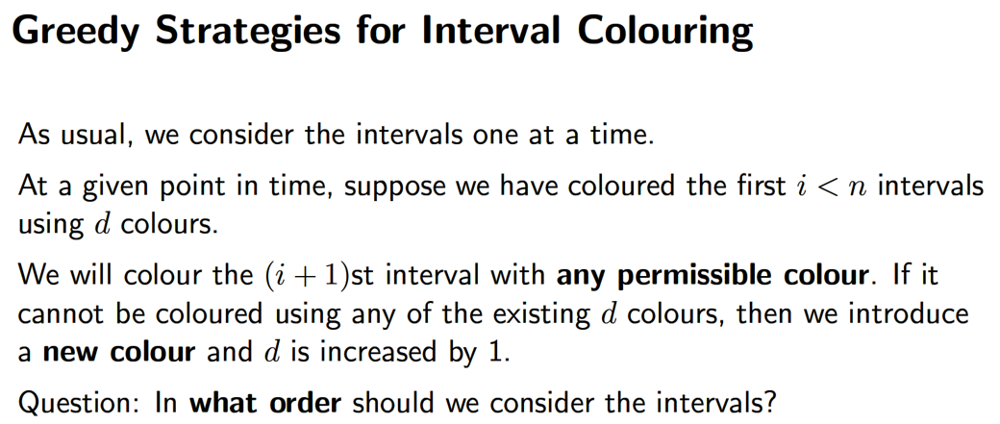 Greedy Strategies for Interval Colouring
As usual, we consider the intervals one at a time.
At a given point in time, suppose we have coloured the first i < n intervals
using d colours.
We will colour the (i + 1)st interval with any permissible colour. If it
cannot be coloured using any of the existing d colours, then we introduce
a new colour and d is increased by 1.
Question: In what order should we consider the intervals?